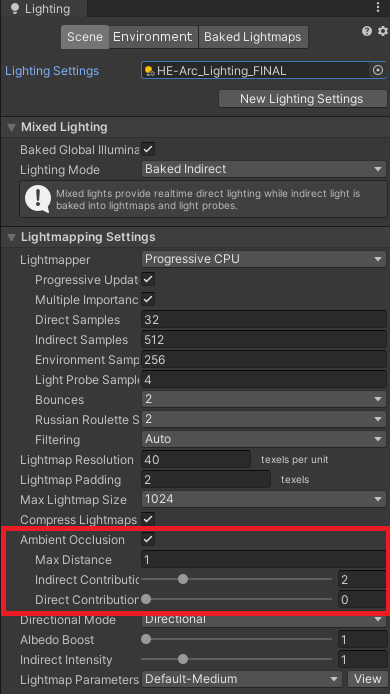 Lighting
Scene Environment Baked Lightmaps
Lighting Settings HE-Arc_Lighting_FINAL
New Lighting Settings
Mixed Lighting
Baked Global Illumina
Lighting Mode Baked Indirect
Mixed lights provide realtime direct lighting while indirect light is
baked into lightmaps and light probes.
Lightmapping Settings
Lightmapper Progressive CPU
Progressive Updat
Multiple Importanc
Direct Samples 32
Indirect Samples 512
Environment Samp 256
Light Probe Sample 4
Bounces 2
Russian Roulette S 2
Filtering Auto
Lightmap Resolution 40 texels per unit
Lightmap Padding 2 texels
Max Lightmap Size 1024
Compress Lightmaps
Ambient Occlusion
Max Distance 1
Indirect Contributic 2
Direct Contribution 0
Directional Mode Directional
Albedo Boost 1
Indirect Intensity 1
Lightmap Parameters Default-Medium View